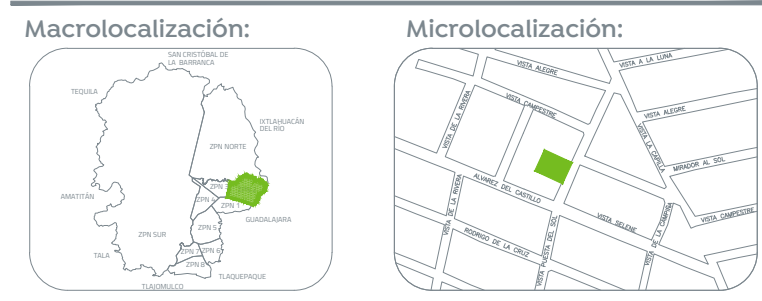 Macrolocalización:
SAN CRISTÓBAL DE
LA BARRANCA
TEQUILA
IXTLAHUACÁN
DEL RÍO
ZPN NORTE
ZPN
ZPN 4
ZPN 1
AMATITÁN
GUADALAJARA
ZPN 5
ZPN SUR
ZPN 7
ZPN 6
TALA
ZPN 8
TLAQUEPAQUE
TLAJOMULCO
Microlocalización:
VISTA ALEGRE
VISTA A LA LUNA
VISTA DE LA RIVERA
VISTA CAMPESTRE
VISTA ALEGRE
VISTA LA CAPILLA
MIRADOR AL SOL
ALVAREZ DEL CASTILLO
VISTA DE LA RIVERA
VISTA SELENE
VISTA CAMPESTRE
VISTA DE LA CAMPIÑA
RODRIGO DE LA CRUZ
VISTA PUESTA DEL SOL